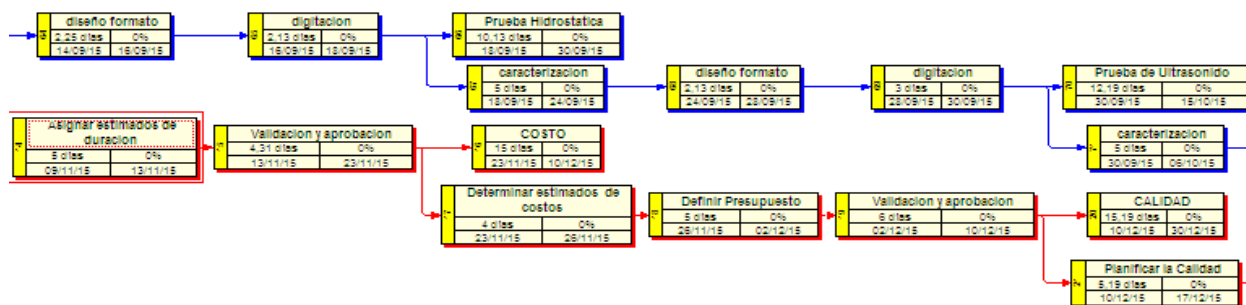 64
diseño formato
2,25 días 0%
14/09/15 16/09/15
65
digitacion
2,13 días 0%
16/09/15 18/09/15
66
Prueba Hidrostatica
10,13 días 0%
18/09/15 30/09/15
67
caracterizacion
5 días 0%
18/09/15 24/09/15
68
diseño formato
2,13 días 0%
24/09/15 28/09/15
69
digitacion
3 días 0%
28/09/15 30/09/15
70
Prueba de Ultrasonido
12,19 días 0%
30/09/15 15/10/15
caracterizacion
5 días 0%
30/09/15 06/10/15
Asignar estimados de
duracion
5 días 0%
09/11/15 13/11/15
Validacion y aprobacion
4,31 días 0%
13/11/15 23/11/15
COSTO
15 días 0%
23/11/15 10/12/15
Determinar estimados de
costos
4 días 0%
23/11/15 26/11/15
Definir Presupuesto
5 días 0%
26/11/15 02/12/15
Validacion y aprobacion
6 días 0%
02/12/15 10/12/15
CALIDAD
15,19 días 0%
10/12/15 30/12/15
Planificar la Calidad
5,19 días 0%
10/12/15 17/12/15